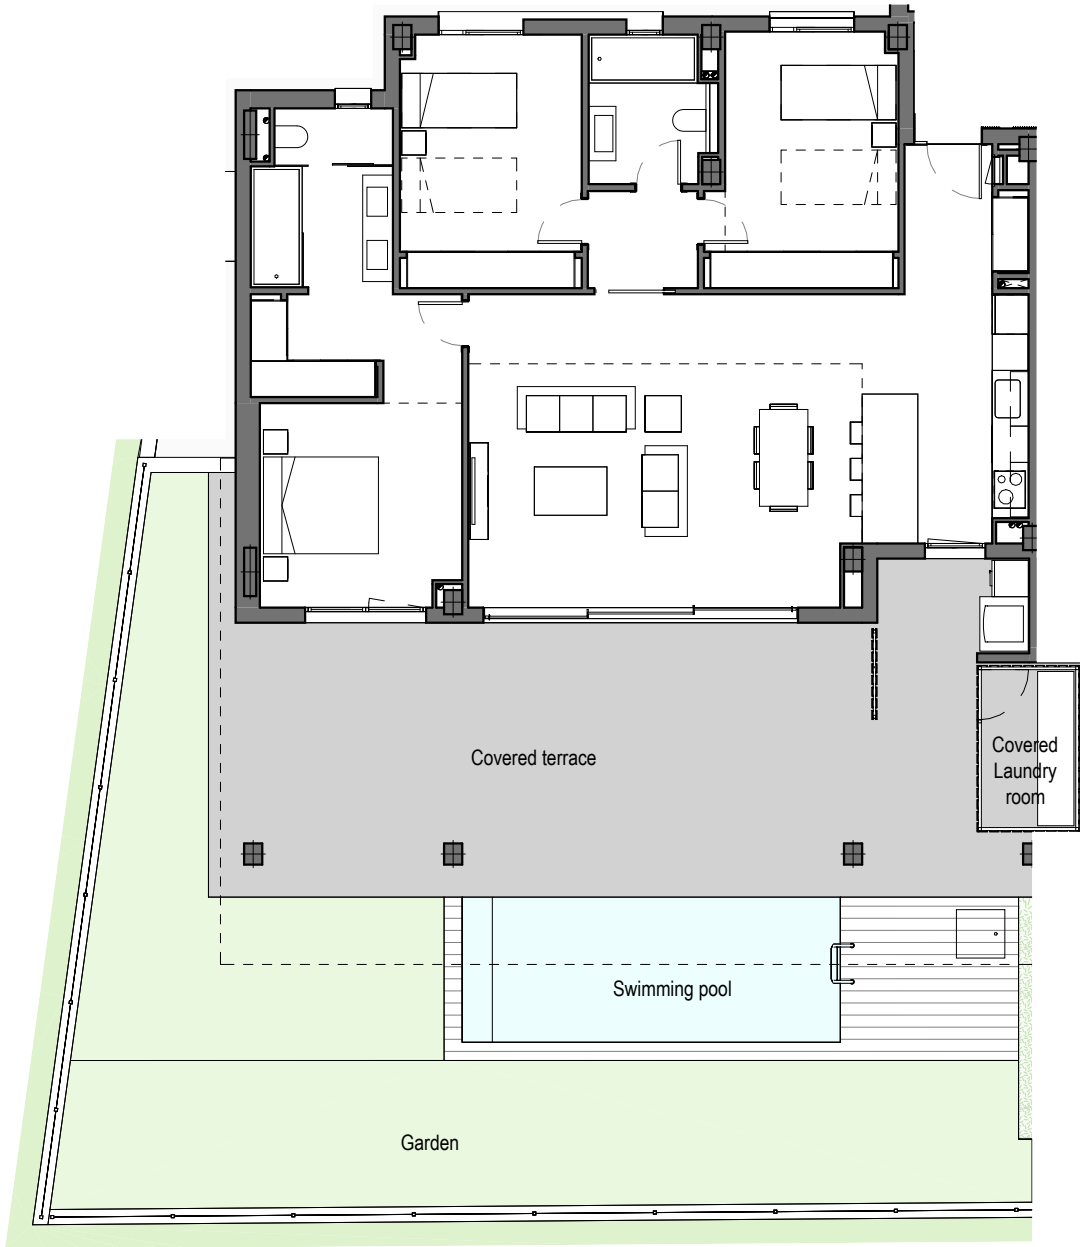 Covered terrace
Covered
Laundry
room
Swimming pool
Garden